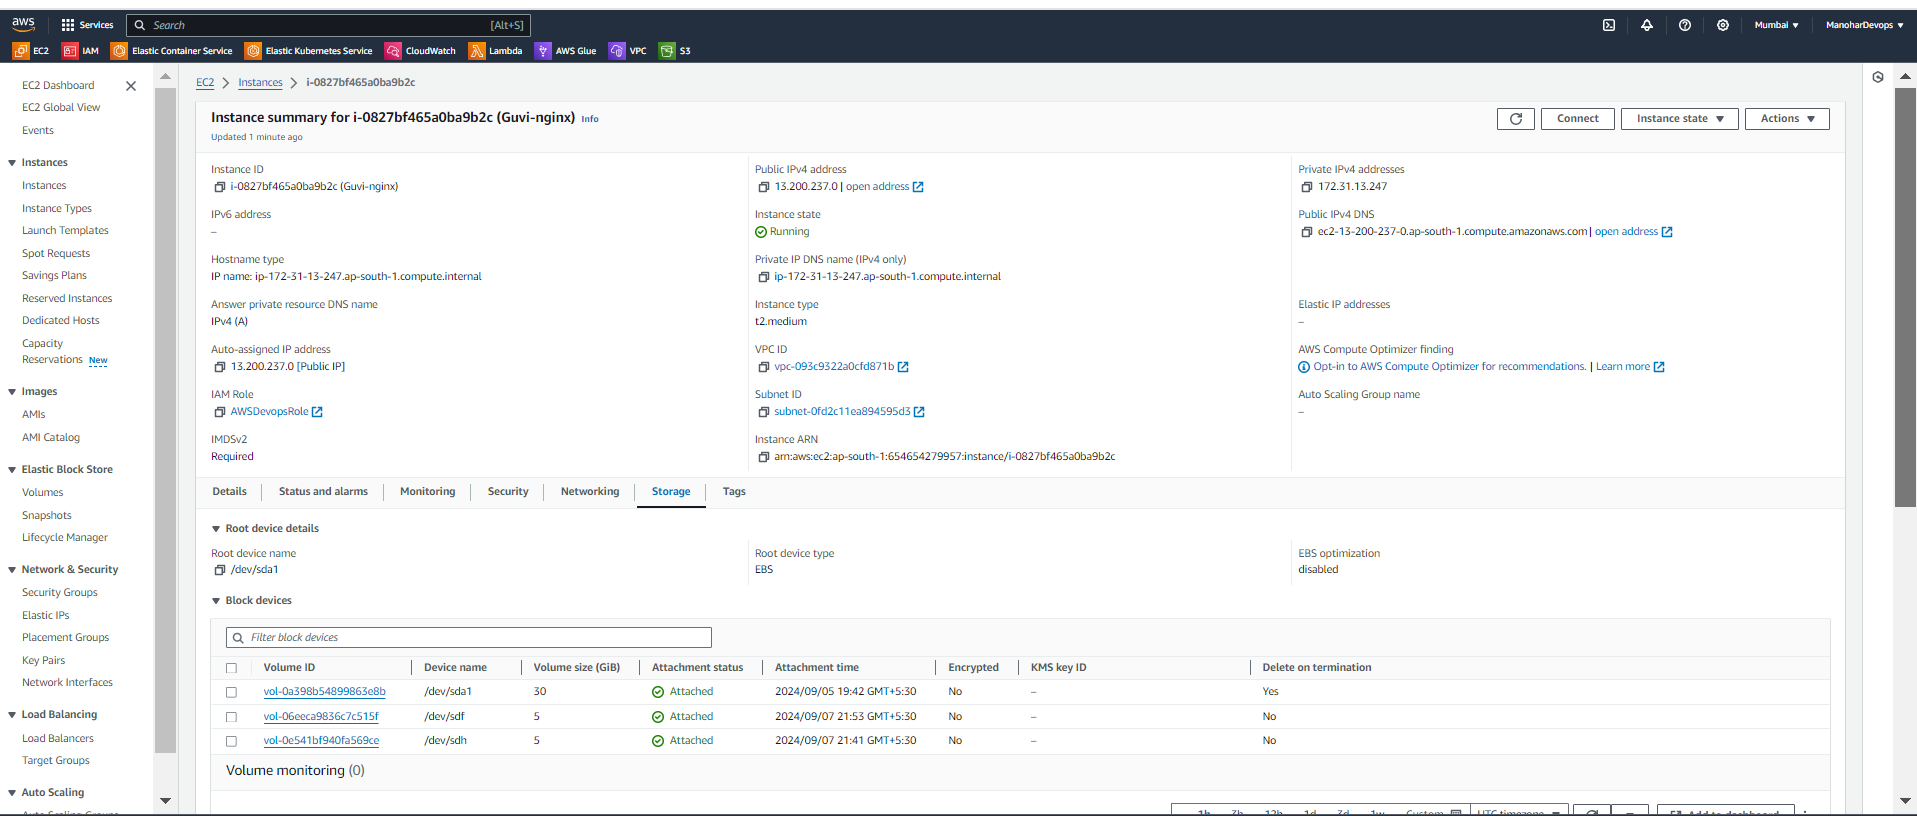 aws Services Search [Alt+S] Mumbai ManoharDevops
EC2 IAM Elastic Container Service Elastic Kubernetes Service CloudWatch Lambda AWS Glue VPC S3
EC2 Dashboard
EC2 Global View
Events
Instances
Instances
Instance Types
Launch Templates
Spot Requests
Savings Plans
Reserved Instances
Dedicated Hosts
Capacity
Reservations New
Images
AMIs
AMI Catalog
Elastic Block Store
Volumes
Snapshots
Lifecycle Manager
Network & Security
Security Groups
Elastic IPs
Placement Groups
Key Pairs
Network Interfaces
Load Balancing
Load Balancers
Target Groups
Auto Scaling
Auto Scaling Groups
EC2 > Instances > i-0827bf465a0ba9b2c
Instance summary for i-0827bf465a0ba9b2c (Guvi-nginx) Info
Updated 1 minute ago
Connect Instance state Actions
Instance ID
i-0827bf465a0ba9b2c (Guvi-nginx)
IPv6 address
–
Hostname type
IP name: ip-172-31-13-247.ap-south-1.compute.internal
Answer private resource DNS name
IPv4 (A)
Auto-assigned IP address
13.200.237.0 [Public IP]
IAM Role
AWSDevopsRole
IMDSv2
Required
Public IPv4 address
13.200.237.0 | open address
Instance state
Running
Private IP DNS name (IPv4 only)
ip-172-31-13-247.ap-south-1.compute.internal
Instance type
t2.medium
VPC ID
vpc-093c9322a0cfd871b
Subnet ID
subnet-0fd2c11ea894595d3
Instance ARN
arn:aws:ec2:ap-south-1:654654279957:instance/i-0827bf465a0ba9b2c
Private IPv4 addresses
172.31.13.247
Public IPv4 DNS
ec2-13-200-237-0.ap-south-1.compute.amazonaws.com | open address
Elastic IP addresses
–
AWS Compute Optimizer finding
Opt-in to AWS Compute Optimizer for recommendations. | Learn more
Auto Scaling Group name
–
Details Status and alarms Monitoring Security Networking Storage Tags
Root device details
Root device name
/dev/sda1
Root device type
EBS
EBS optimization
disabled
Block devices
Filter block devices
Volume ID Device name Volume size (GiB) Attachment status Attachment time Encrypted KMS key ID Delete on termination
vol-0a398b54899863e8b /dev/sda1 30 Attached 2024/09/05 19:42 GMT+5:30 No – Yes
vol-06eeca9836c7c515f /dev/sdf 5 Attached 2024/09/07 21:53 GMT+5:30 No – No
vol-0e541bf940fa569ce /dev/sdh 5 Attached 2024/09/07 21:41 GMT+5:30 No – No
Volume monitoring (0)
1h 3h 12h 1d 3d 1w Custom UTC timezone Add to dashboard